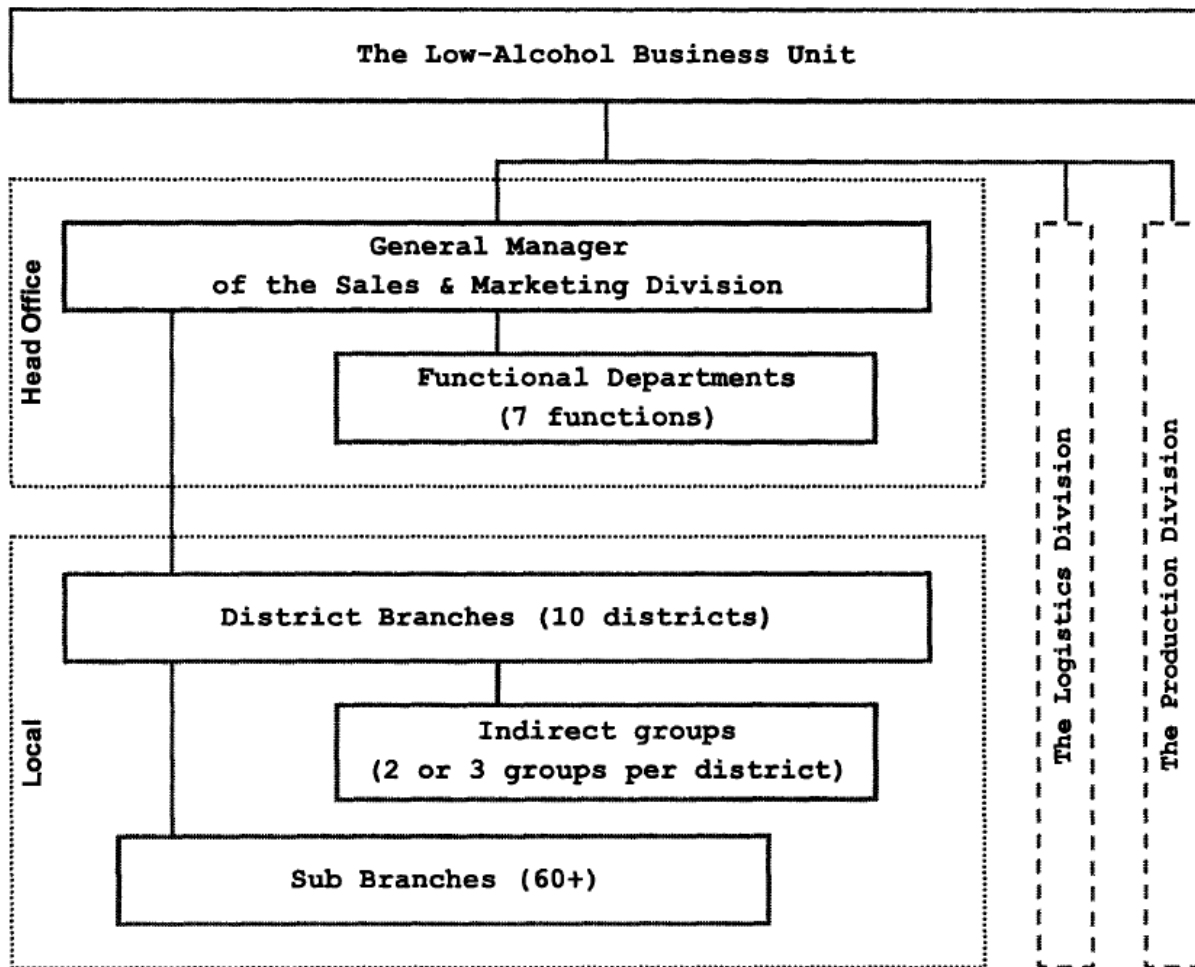 The Low-Alcohol Business Unit
Head Office
General Manager
of the Sales & Marketing Division
Functional Departments
(7 functions)
Local
District Branches (10 districts)
Indirect groups
(2 or 3 groups per district)
Sub Branches (60+)
The Logistics Division
The Production Division